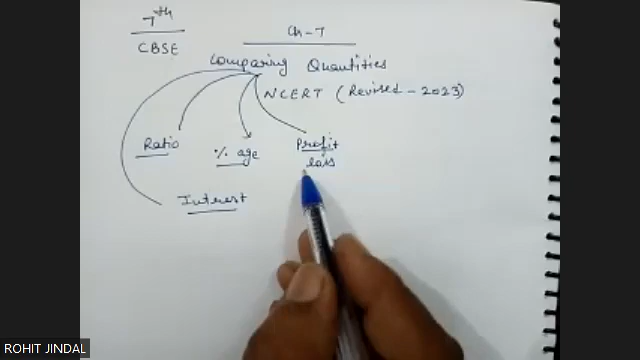 7th
CBSE
Ch-7
Comparing Quantities
NCERT (Revised-2023)
Ratio
% age
Profit
loss
Interest
ROHIT JINDAL